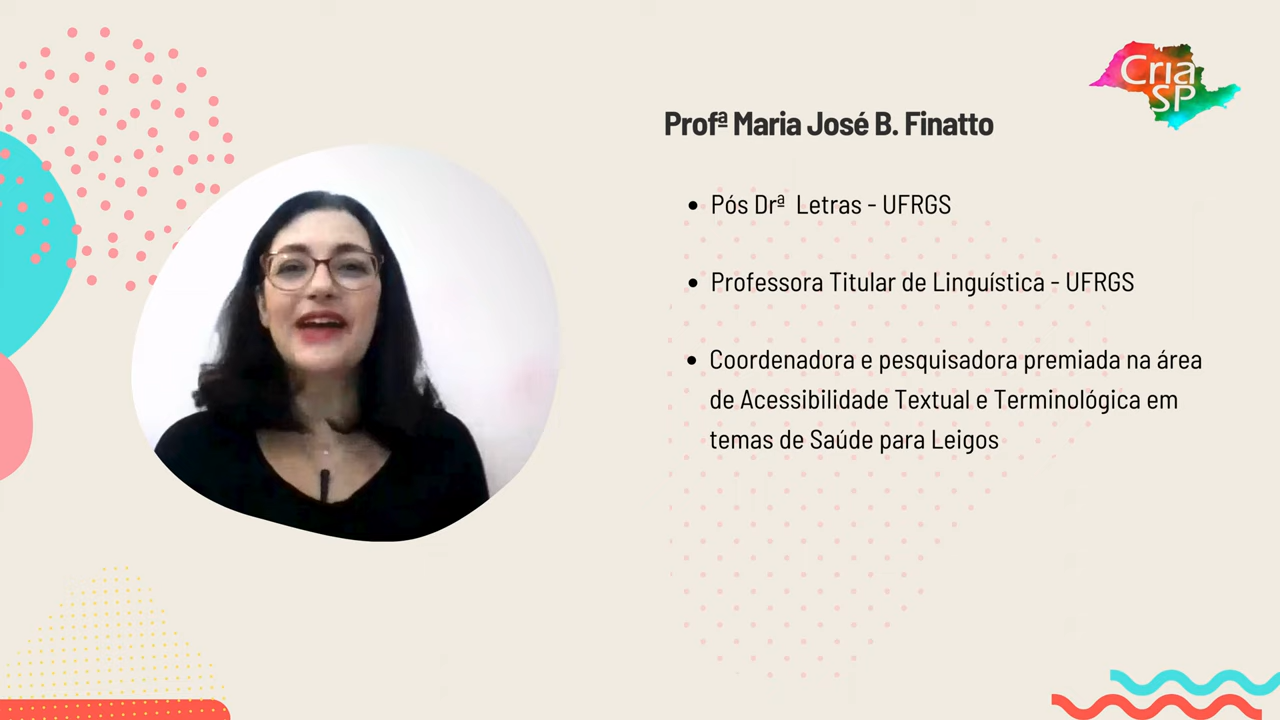 Cria
SP
Profª Maria José B. Finatto
• Pós Drª Letras - UFRGS
• Professora Titular de Linguística - UFRGS
• Coordenadora e pesquisadora premiada na área
de Acessibilidade Textual e Terminológica em
temas de Saúde para Leigos